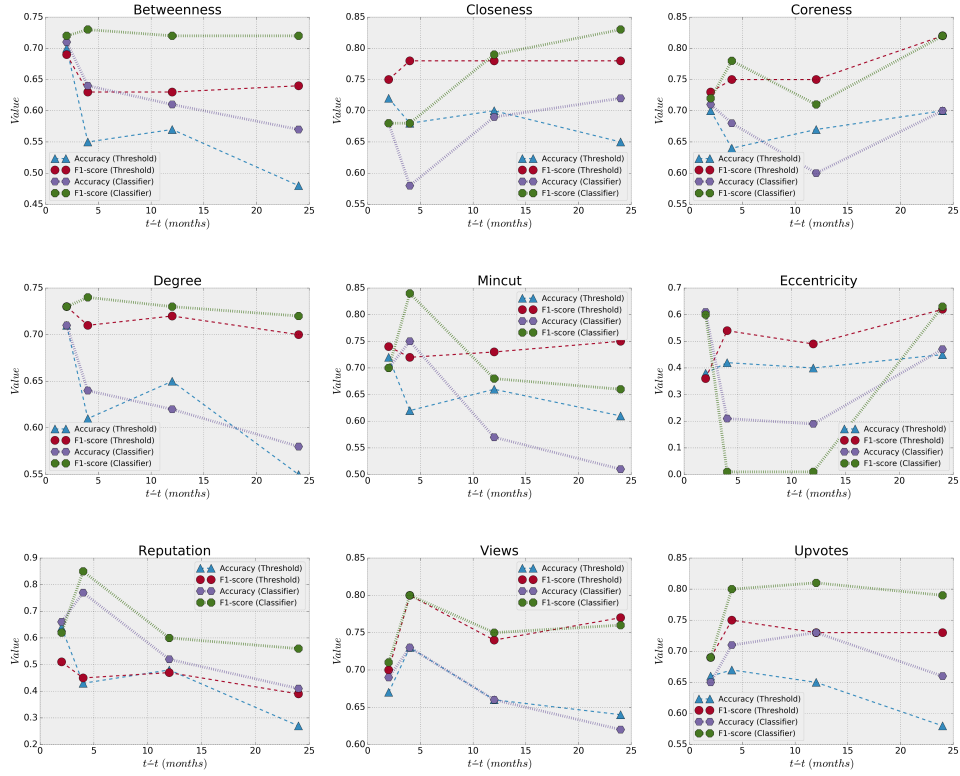 Betweenness
0.75
0.70
0.65
0.60
0.55
0.50
0.45
Value
Accuracy (Threshold)
F1-score (Threshold)
Accuracy (Classifier)
F1-score (Classifier)
0 5 10 15 20 25
t∸t (months)
Closeness
0.85
0.80
0.75
0.70
0.65
0.60
0.55
Value
Accuracy (Threshold)
F1-score (Threshold)
Accuracy (Classifier)
F1-score (Classifier)
0 5 10 15 20 25
t∸t (months)
Coreness
0.85
0.80
0.75
0.70
0.65
0.60
0.55
Value
Accuracy (Threshold)
F1-score (Threshold)
Accuracy (Classifier)
F1-score (Classifier)
0 5 10 15 20 25
t∸t (months)
Degree
0.75
0.70
0.65
0.60
0.55
Value
Accuracy (Threshold)
F1-score (Threshold)
Accuracy (Classifier)
F1-score (Classifier)
0 5 10 15 20 25
t∸t (months)
Mincut
0.85
0.80
0.75
0.70
0.65
0.60
0.55
0.50
Value
Accuracy (Threshold)
F1-score (Threshold)
Accuracy (Classifier)
F1-score (Classifier)
0 5 10 15 20 25
t∸t (months)
Eccentricity
0.7
0.6
0.5
0.4
0.3
0.2
0.1
0.0
Value
Accuracy (Threshold)
F1-score (Threshold)
Accuracy (Classifier)
F1-score (Classifier)
0 5 10 15 20 25
t∸t (months)
Reputation
0.9
0.8
0.7
0.6
0.5
0.4
0.3
0.2
Value
Accuracy (Threshold)
F1-score (Threshold)
Accuracy (Classifier)
F1-score (Classifier)
0 5 10 15 20 25
t∸t (months)
Views
0.85
0.80
0.75
0.70
0.65
0.60
Value
Accuracy (Threshold)
F1-score (Threshold)
Accuracy (Classifier)
F1-score (Classifier)
0 5 10 15 20 25
t∸t (months)
Upvotes
0.85
0.80
0.75
0.70
0.65
0.60
0.55
Value
Accuracy (Threshold)
F1-score (Threshold)
Accuracy (Classifier)
F1-score (Classifier)
0 5 10 15 20 25
t∸t (months)